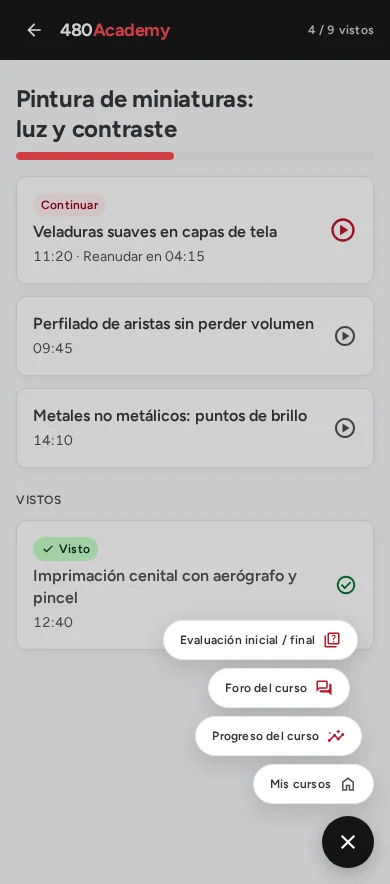 480Academy
4 / 9 vistos
Pintura de miniaturas:
luz y contraste
Continuar
Veladuras suaves en capas de tela
11:20 · Reanudar en 04:15
Perfilado de aristas sin perder volumen
09:45
Metales no metálicos: puntos de brillo
14:10
VISTOS
Visto
Imprimación cenital con aerógrafo y
pincel
12:40
Evaluación inicial / final
Foro del curso
Progreso del curso
Mis cursos